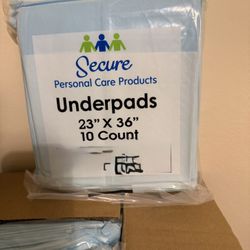 Secure
Personal Care Products
Underpads
23" X 36"
10 Count